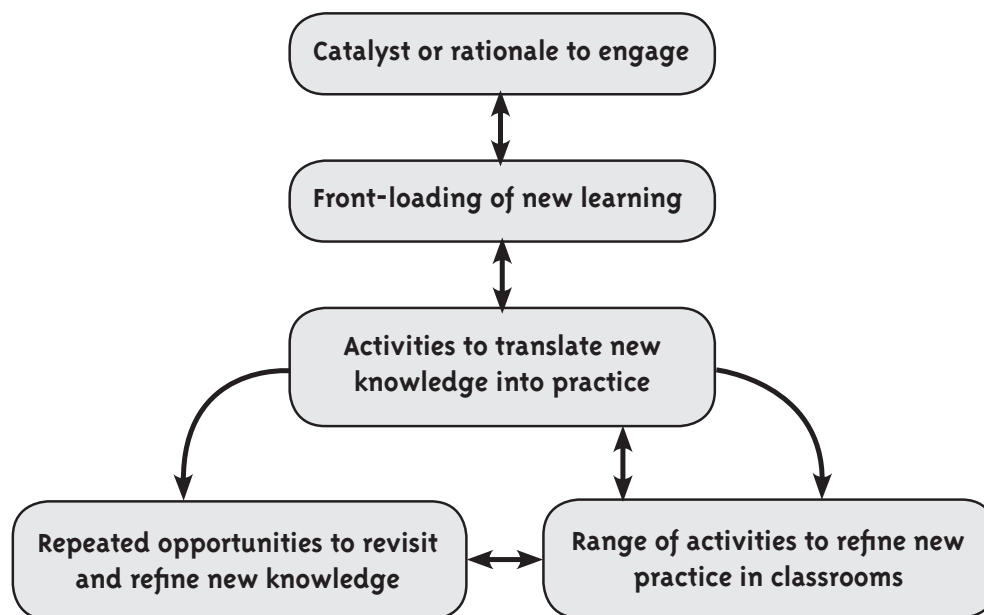 Catalyst or rationale to engage
Front-loading of new learning
Activities to translate new
knowledge into practice
Repeated opportunities to revisit
and refine new knowledge
Range of activities to refine new
practice in classrooms